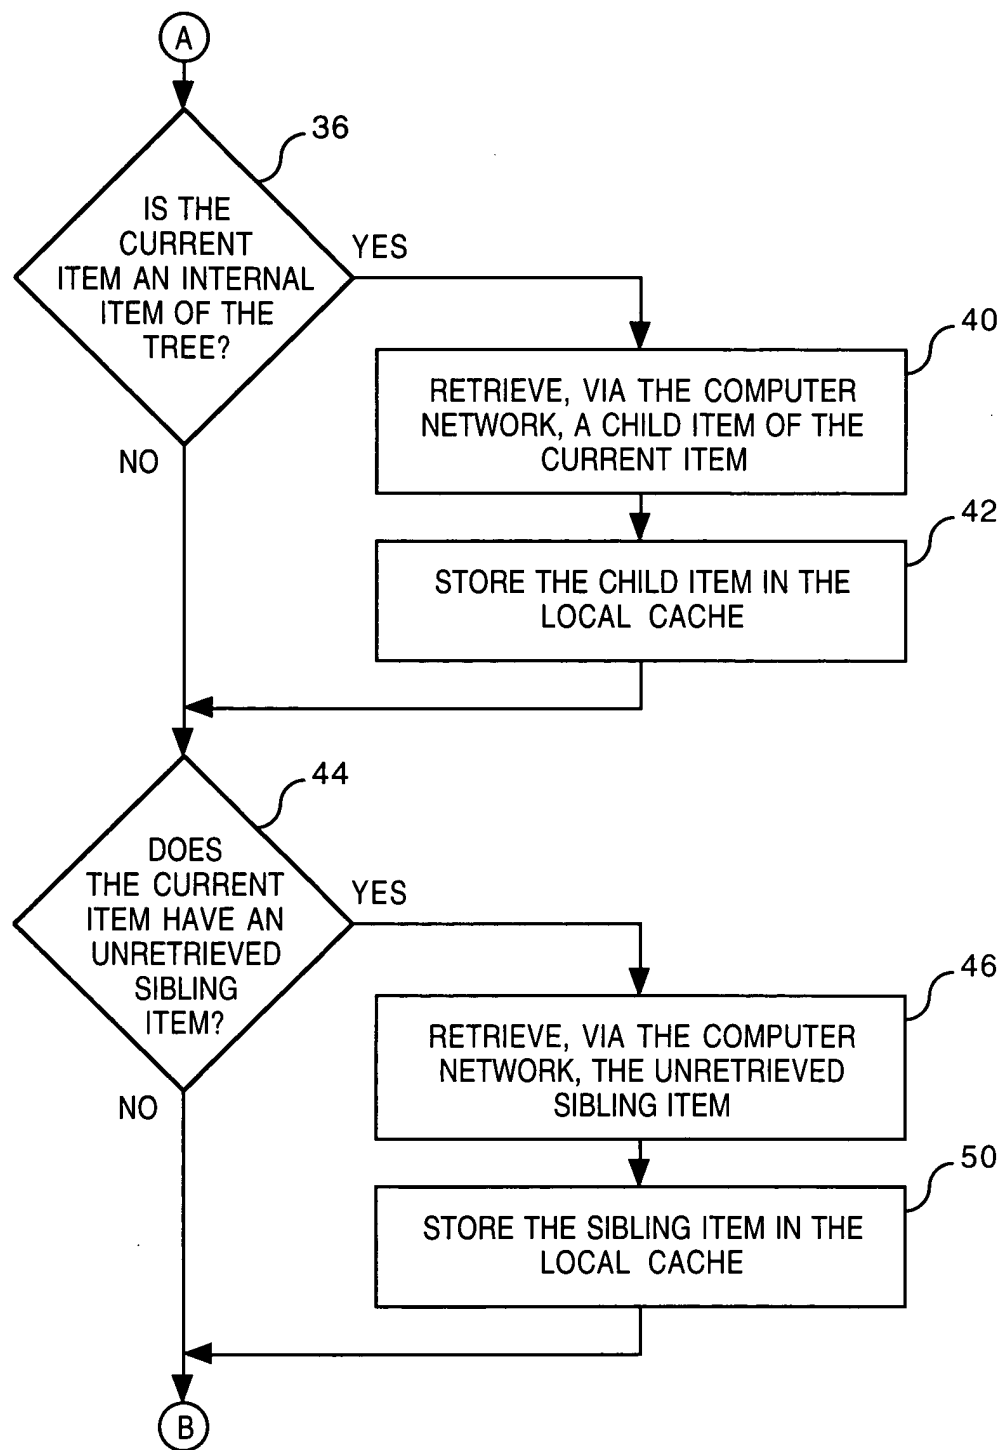 A
36
IS THE
CURRENT
ITEM AN INTERNAL
ITEM OF THE
TREE?
YES
NO
40
RETRIEVE, VIA THE COMPUTER
NETWORK, A CHILD ITEM OF THE
CURRENT ITEM
42
STORE THE CHILD ITEM IN THE
LOCAL CACHE
44
DOES
THE CURRENT
ITEM HAVE AN
UNRETRIEVED
SIBLING
ITEM?
YES
NO
46
RETRIEVE, VIA THE COMPUTER
NETWORK, THE UNRETRIEVED
SIBLING ITEM
50
STORE THE SIBLING ITEM IN THE
LOCAL CACHE
B